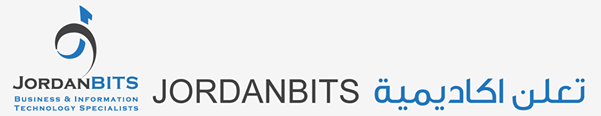 JORDANBITS
BUSINESS & INFORMATION
TECHNOLOGY SPECIALISTS
تعلن اكاديمية JORDANBITS